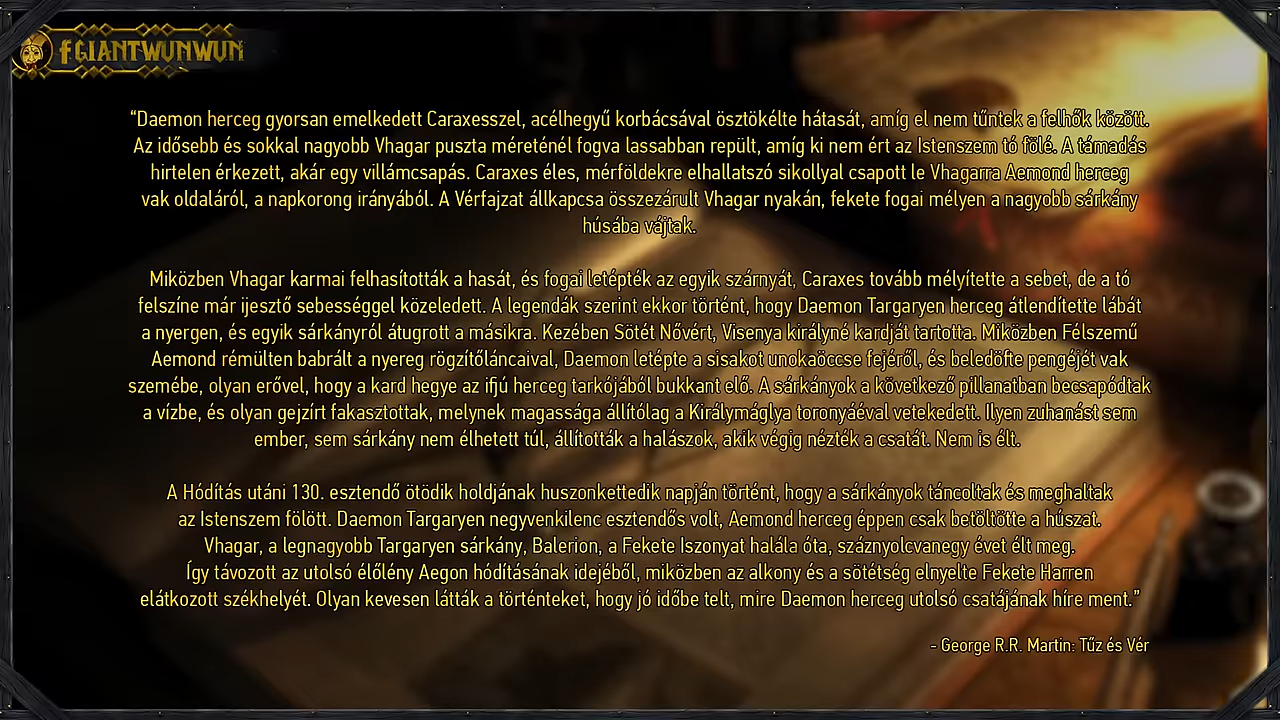 fGIANTWUNWUN
“Daemon herceg gyorsan emelkedett Caraxesszel, acélhegyű korbácsával ösztökélte hátasát, amíg el nem tűntek a felhők között.
Az idősebb és sokkal nagyobb Vhagar puszta méreténél fogva lassabban repült, amíg ki nem ért az Istenszem tó fölé. A támadás
hirtelen érkezett, akár egy villámcsapás. Caraxes éles, mérföldekre elhallatszó sikollyal csapott le Vhagarra Aemond herceg
vak oldaláról, a napkorong irányából. A Vérfajzat állkapcsa összezárult Vhagar nyakán, fekete fogai mélyen a nagyobb sárkány
húsába vájtak.
Miközben Vhagar karmai felhasították a hasát, és fogai letépték az egyik szárnyát, Caraxes tovább mélyítette a sebet, de a tó
felszíne már ijesztő sebességgel közeledett. A legendák szerint ekkor történt, hogy Daemon Targaryen herceg átlendítette lábát
a nyergen, és egyik sárkányról átugrott a másikra. Kezében Sötét Nővért, Visenya királyné kardját tartotta. Miközben Félszemű
Aemond rémülten babrált a nyereg rögzítőláncaival, Daemon letépte a sisakot unokaöccse fejéről, és beledöfte pengéjét vak
szemébe, olyan erővel, hogy a kard hegye az ifjú herceg tarkójából bukkant elő. A sárkányok a következő pillanatban becsapódtak
a vízbe, és olyan gejzírt fakasztottak, melynek magassága állítólag a Királymáglya toronyáéval vetekedett. Ilyen zuhanást sem
ember, sem sárkány nem élhetett túl, állították a halászok, akik végig nézték a csatát. Nem is élt.
A Hódítás utáni 130. esztendő ötödik holdjának huszonkettedik napján történt, hogy a sárkányok táncoltak és meghaltak
az Istenszem fölött. Daemon Targaryen negyvenkilenc esztendős volt, Aemond herceg éppen csak betöltötte a húszat.
Vhagar, a legnagyobb Targaryen sárkány, Balerion, a Fekete Iszonyat halála óta, száznyolcvanegy évet élt meg.
Így távozott az utolsó élőlény Aegon hódításának idejéből, miközben az alkony és a sötétség elnyelte Fekete Harren
elátkozott székhelyét. Olyan kevesen látták a történteket, hogy jó időbe telt, mire Daemon herceg utolsó csatájának híre ment.”
- George R.R. Martin: Tűz és Vér